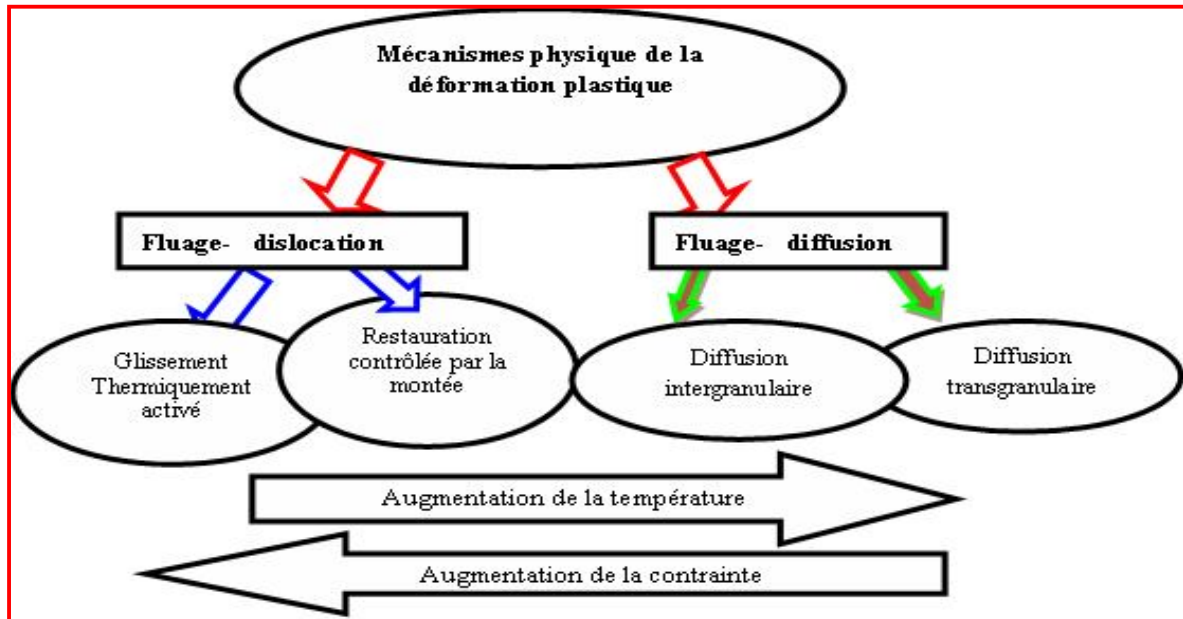 Mécanismes physique de la
déformation plastique
Fluage- dislocation
Fluage- diffusion
Glissement
Thermiquement
activé
Restauration
contrôlée par la
montée
Diffusion
intergranulaire
Diffusion
transgranulaire
Augmentation de la température
Augmentation de la contrainte